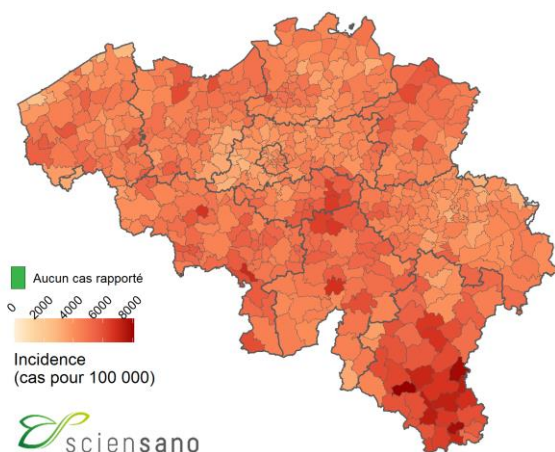 Aucun cas rapporté
0 2000 4000 6000 8000
Incidence
(cas pour 100 000)
sciensano